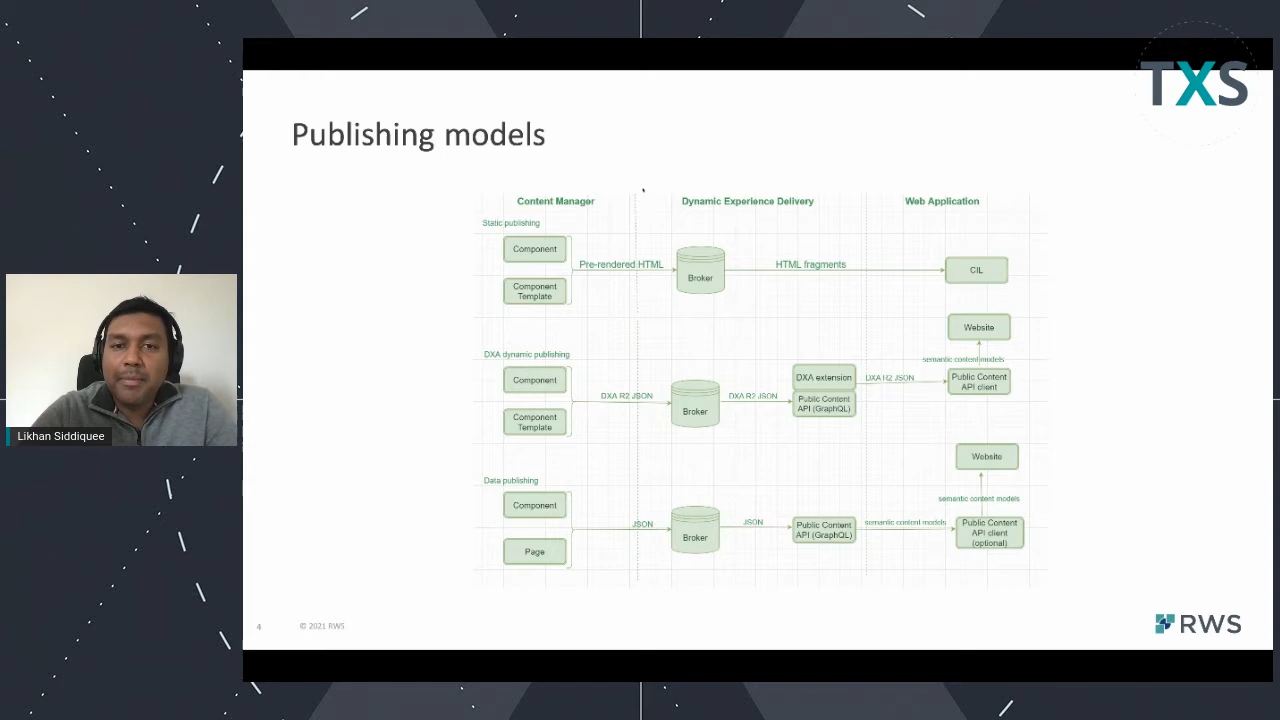 TXS
Publishing models
Content Manager
Dynamic Experience Delivery
Web Application
Static publishing
Component
Component
Template
Pre-rendered HTML
Broker
HTML fragments
CIL
Website
DXA dynamic publishing
semantic content models
Component
Component
Template
DXA R2 JSON
Broker
DXA R2 JSON
DXA extension
Public Content
API (GraphQL)
DXA R2 JSON
Public Content
API client
Website
Data publishing
semantic content models
Component
Page
JSON
Broker
JSON
Public Content
API (GraphQL)
semantic content models
Public Content
API client
(optional)
Likhan Siddiquee
4
© 2021 RWS
RWS